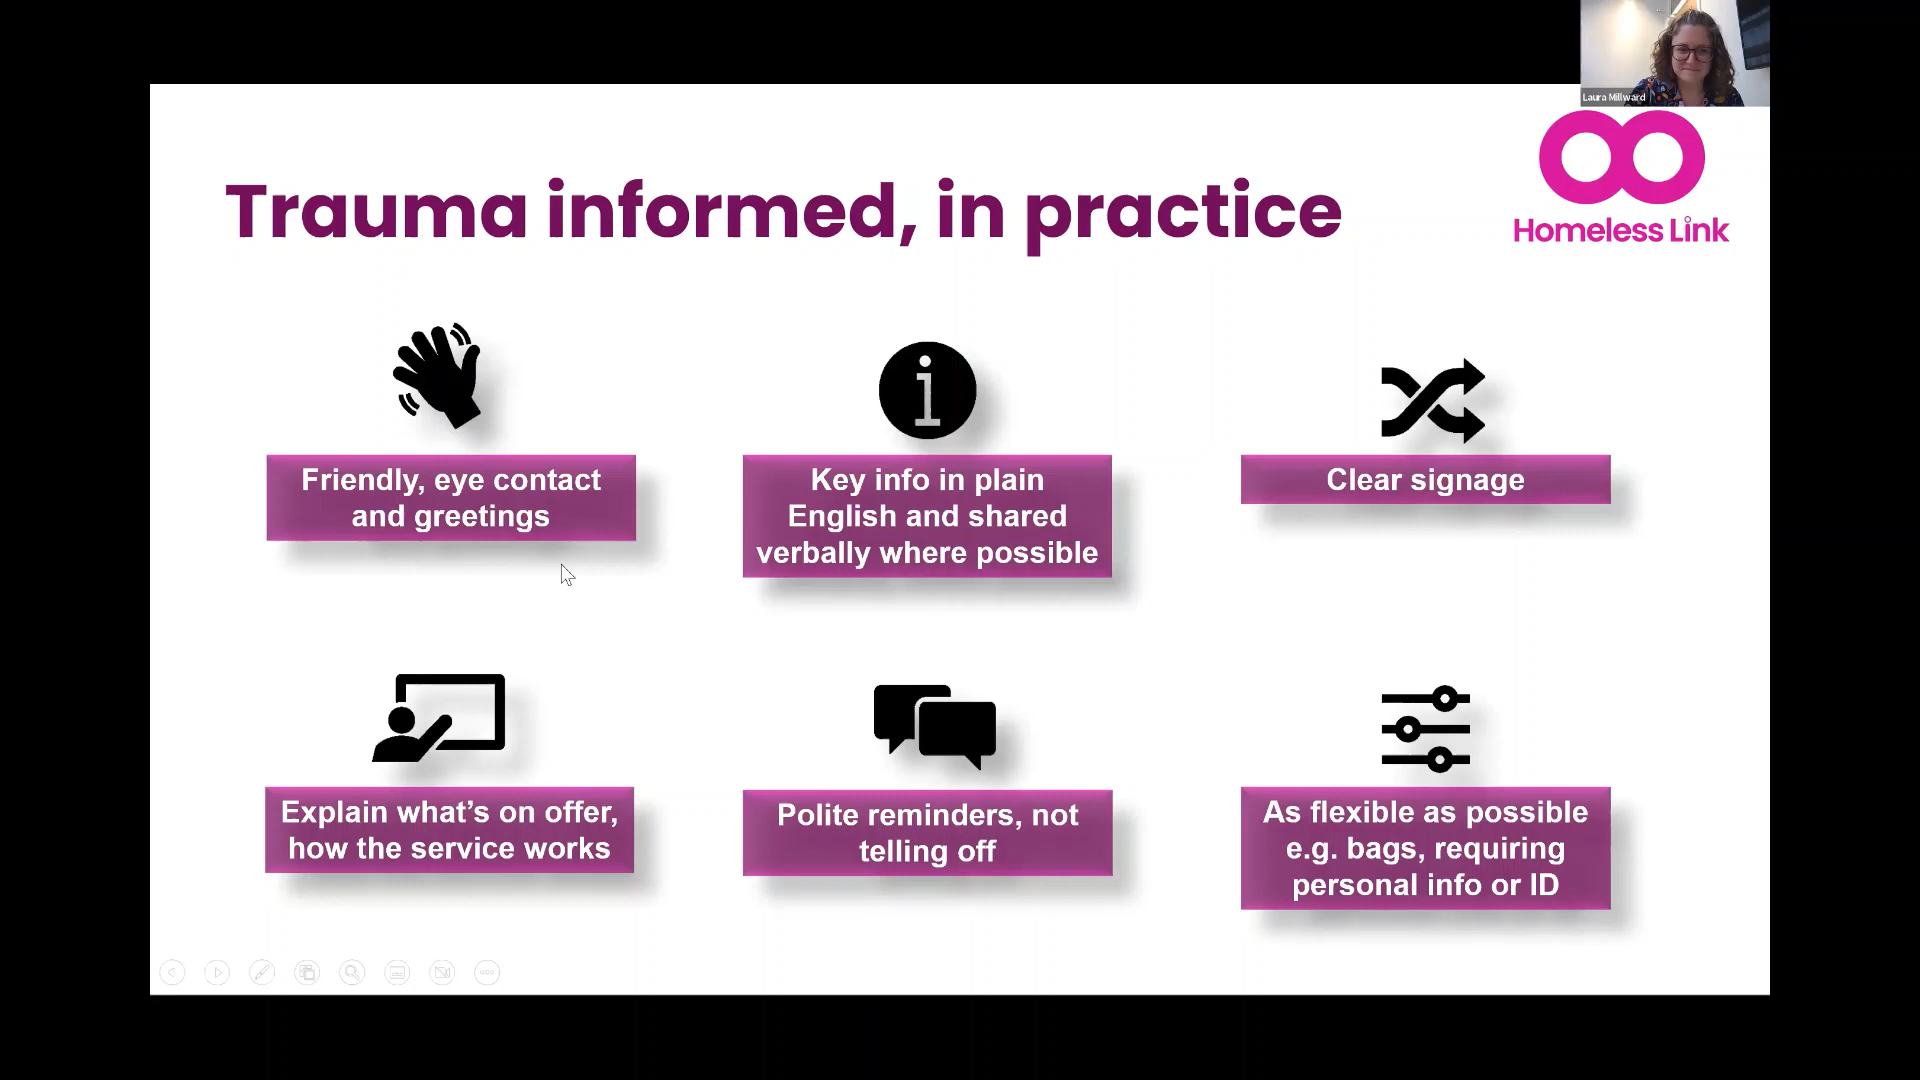 Laura Millward
Homeless Link
Trauma informed, in practice
i
Friendly, eye contact
and greetings
Key info in plain
English and shared
verbally where possible
Clear signage
Explain what’s on offer,
how the service works
Polite reminders, not
telling off
As flexible as possible
e.g. bags, requiring
personal info or ID